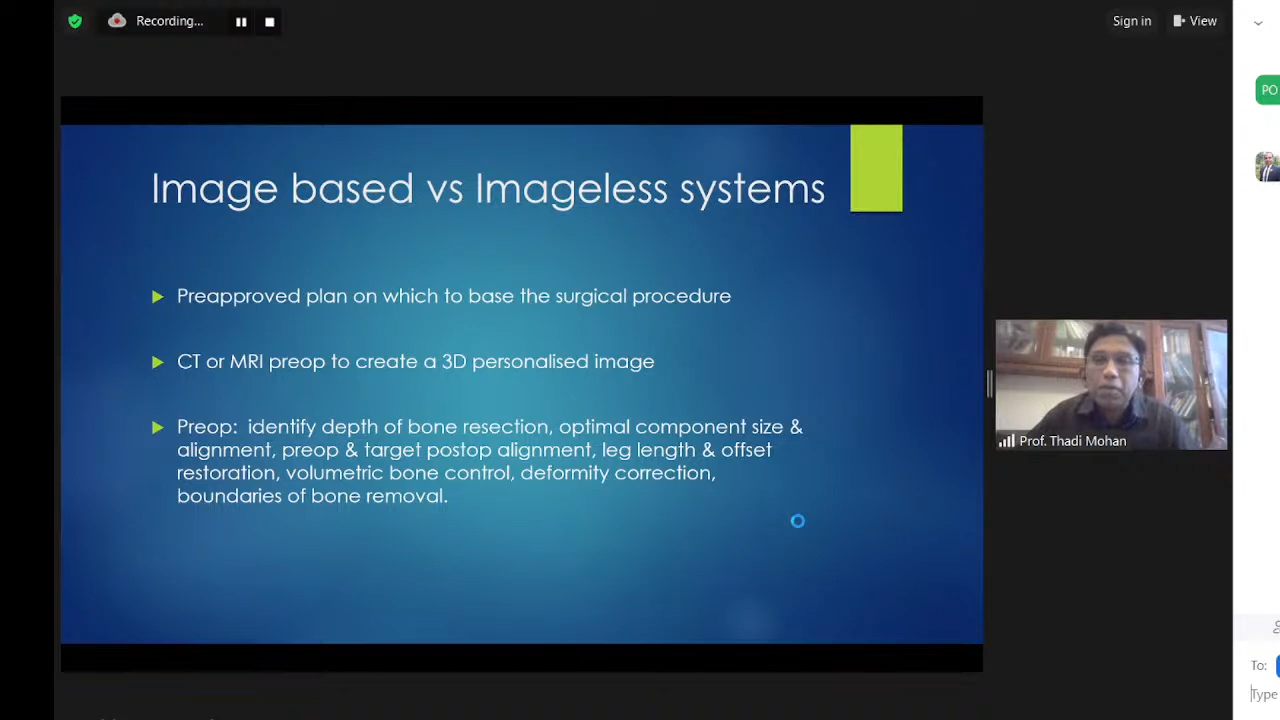 Recording...
Sign in
View
PO
Image based vs Imageless systems
Preapproved plan on which to base the surgical procedure
CT or MRI preop to create a 3D personalised image
Preop: identify depth of bone resection, optimal component size &
alignment, preop & target postop alignment, leg length & offset
restoration, volumetric bone control, deformity correction,
boundaries of bone removal.
Prof. Thadi Mohan
To:
Type